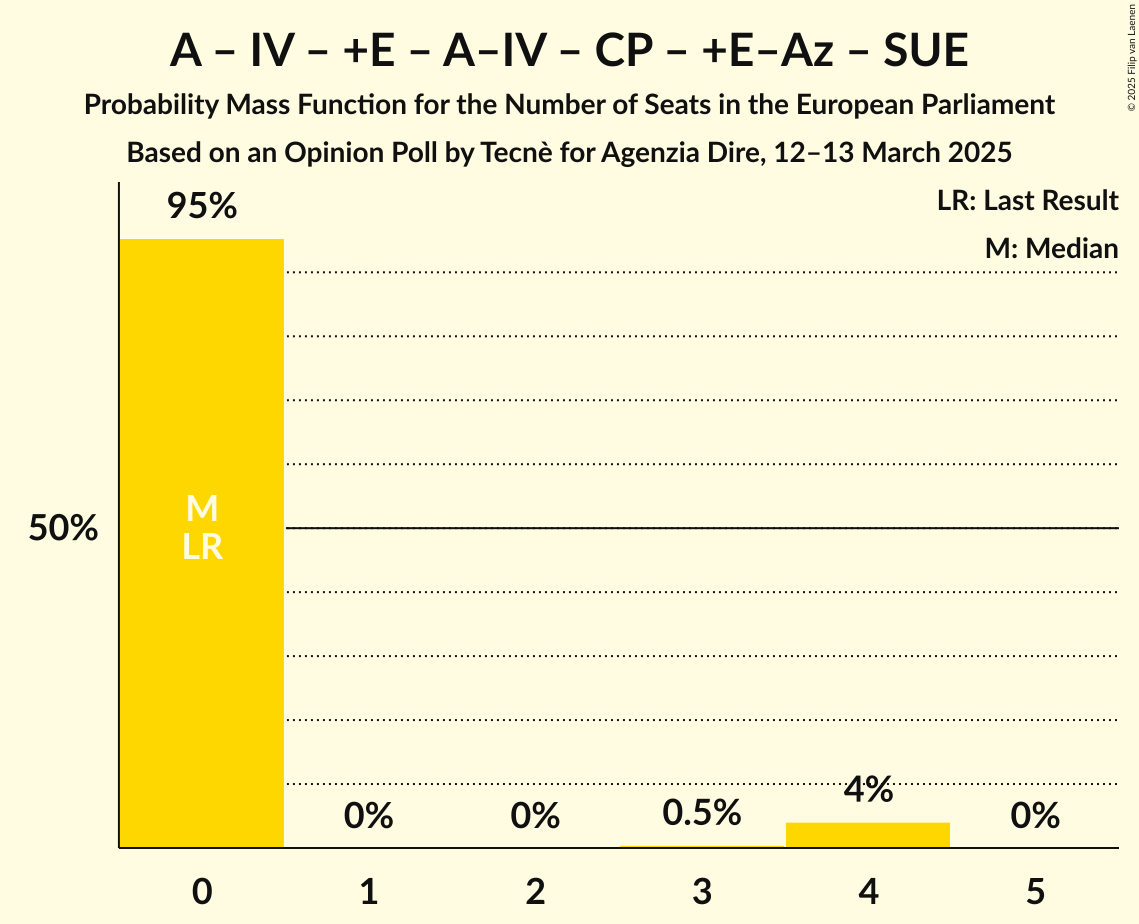 A – IV – +E – A–IV – CP – +E–Az – SUE
Probability Mass Function for the Number of Seats in the European Parliament
Based on an Opinion Poll by Tecnè for Agenzia Dire, 12–13 March 2025
© 2025 Filip van Laenen
LR: Last Result
M: Median
95%
M
LR
50%
0%
0%
0.5%
4%
0%
0
1
2
3
4
5